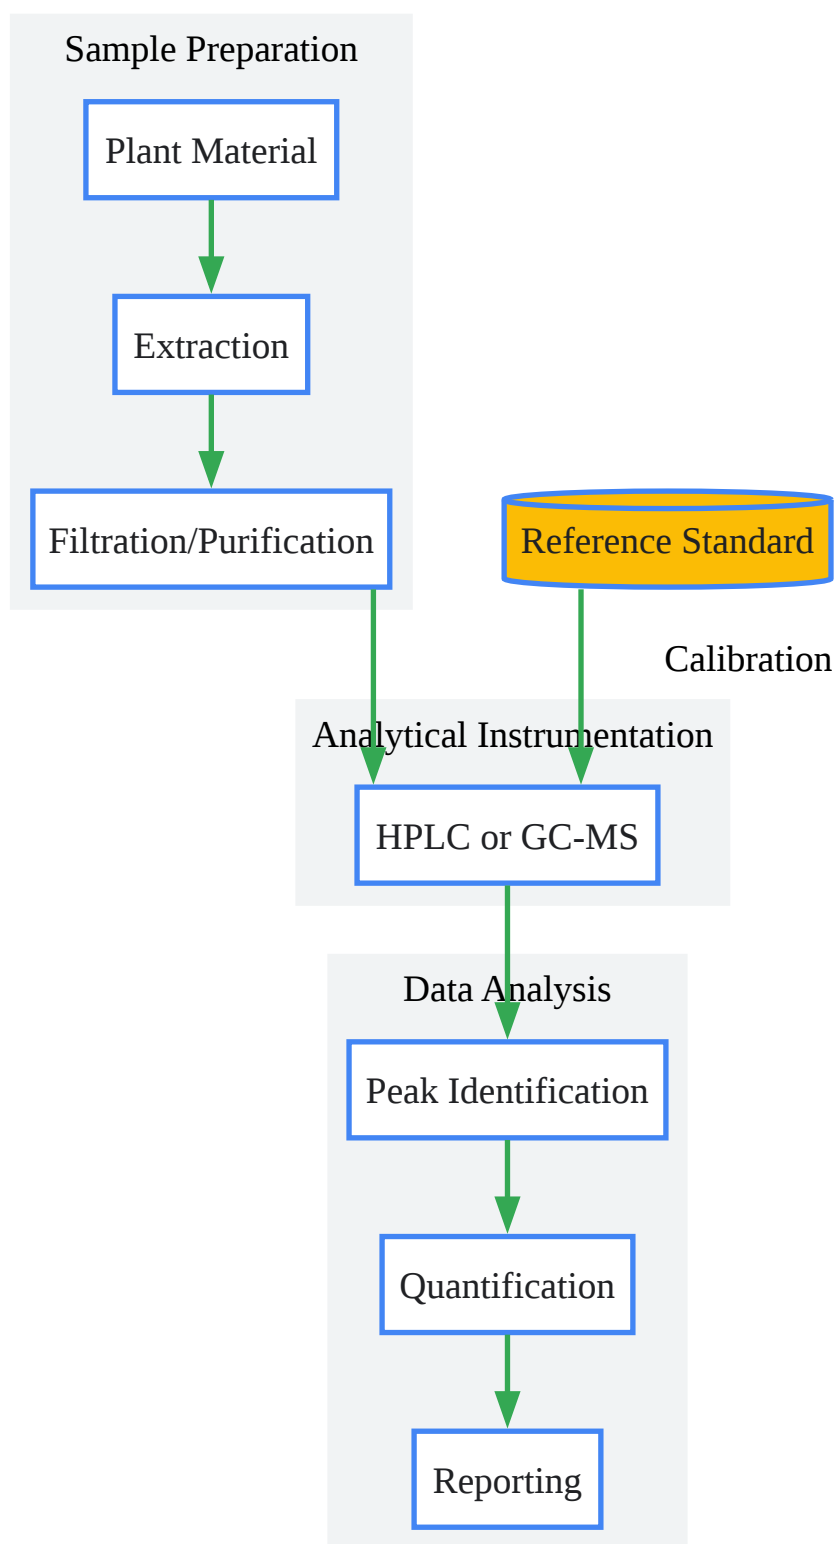 Sample Preparation
Plant Material
Extraction
Filtration/Purification
Reference Standard
Calibration
Analytical Instrumentation
HPLC or GC-MS
Data Analysis
Peak Identification
Quantification
Reporting